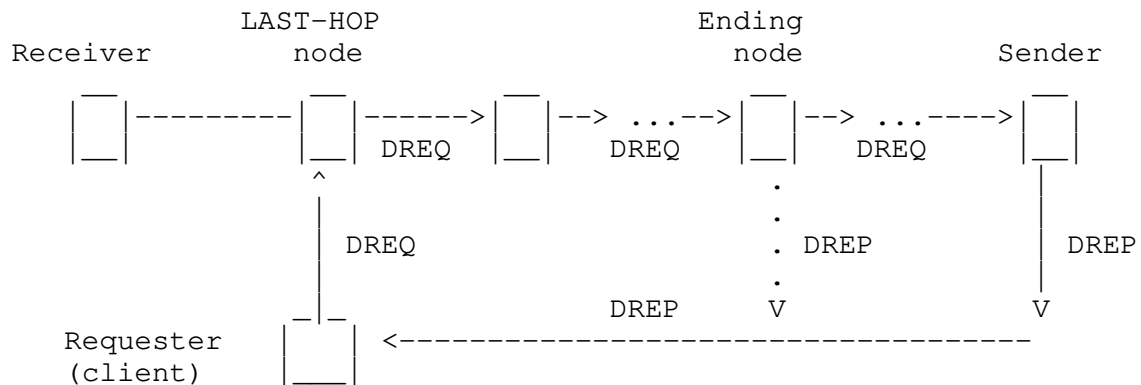 LAST-HOP Ending
Receiver node node Sender
DREQ DREQ DREQ
DREQ DREP DREP
DREP
Requester
(client)